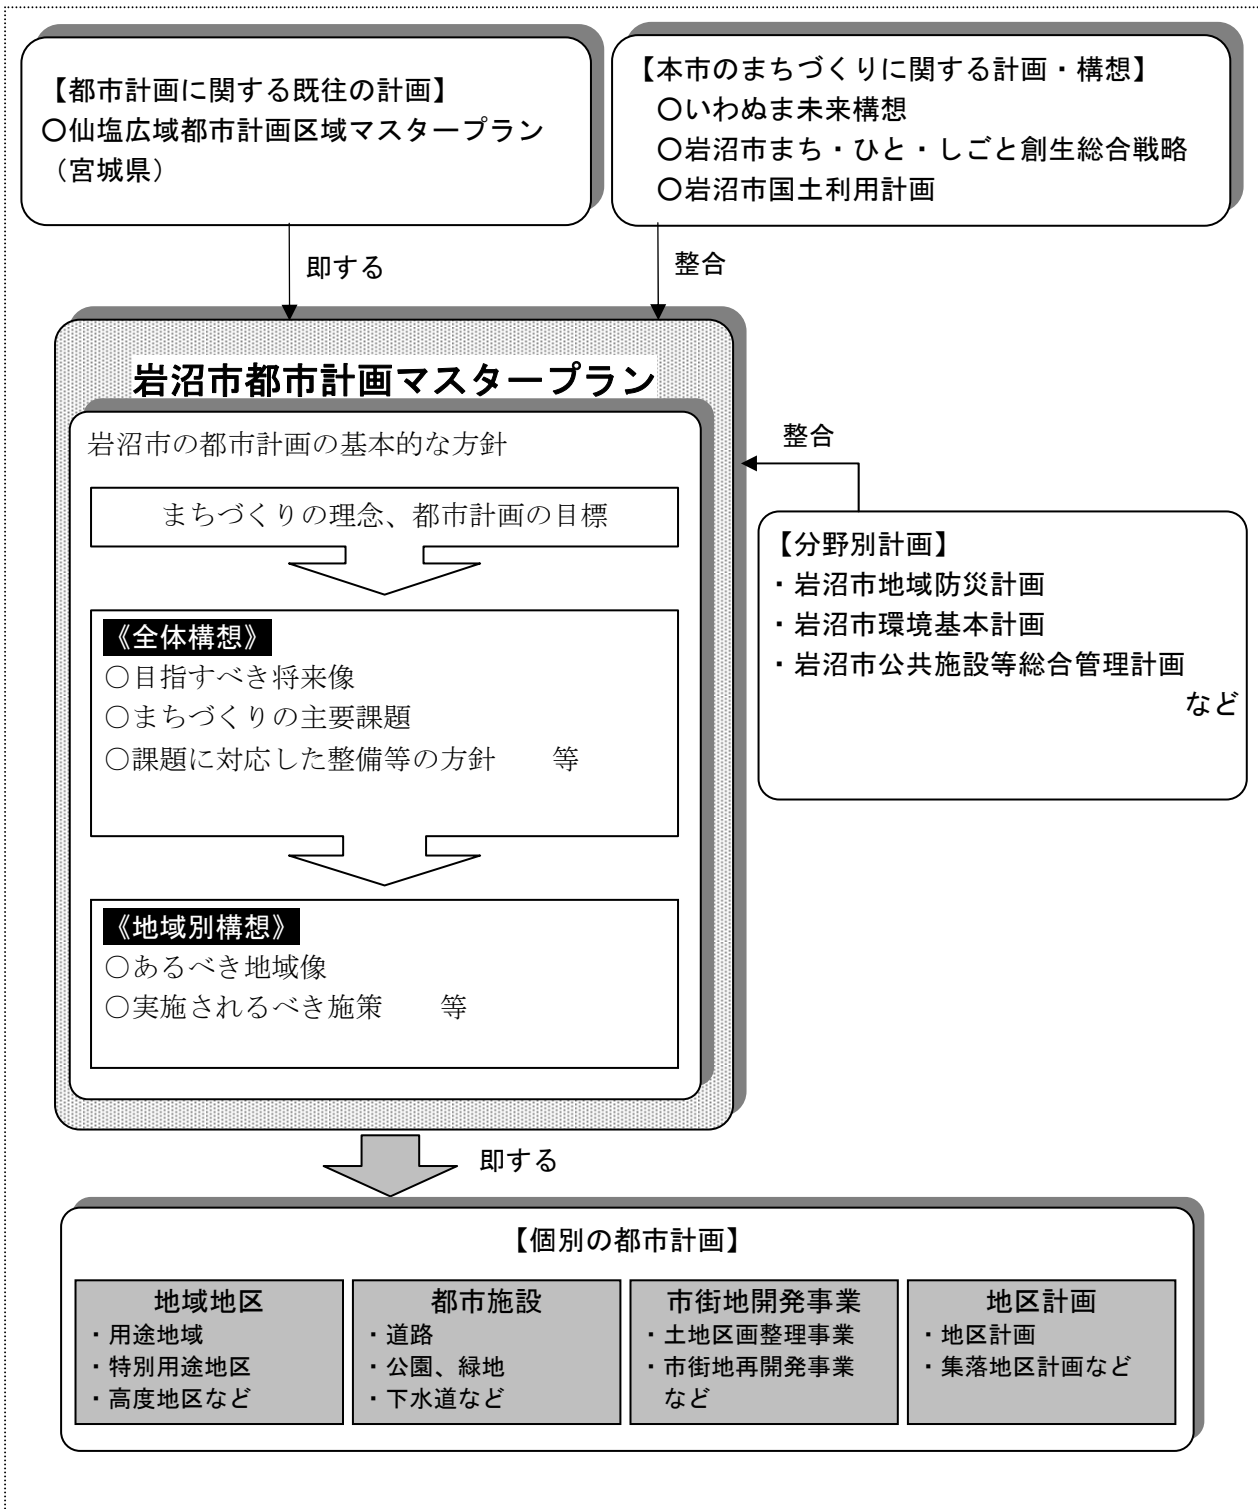 【都市計画に関する既往の計画】
〇仙塩広域都市計画区域マスタープラン
（宮城県）
【本市のまちづくりに関する計画・構想】
〇いわぬま未来構想
〇岩沼市まち・ひと・しごと創生総合戦略
〇岩沼市国土利用計画
即する
整合
岩沼市都市計画マスタープラン
岩沼市の都市計画の基本的な方針
まちづくりの理念、都市計画の目標
《全体構想》
○目指すべき将来像
○まちづくりの主要課題
○課題に対応した整備等の方針　　等
《地域別構想》
○あるべき地域像
○実施されるべき施策　　等
整合
【分野別計画】
・岩沼市地域防災計画
・岩沼市環境基本計画
・岩沼市公共施設等総合管理計画
など
即する
【個別の都市計画】
地域地区
・用途地域
・特別用途地区
・高度地区など
都市施設
・道路
・公園、緑地
・下水道など
市街地開発事業
・土地区画整理事業
・市街地再開発事業
など
地区計画
・地区計画
・集落地区計画など